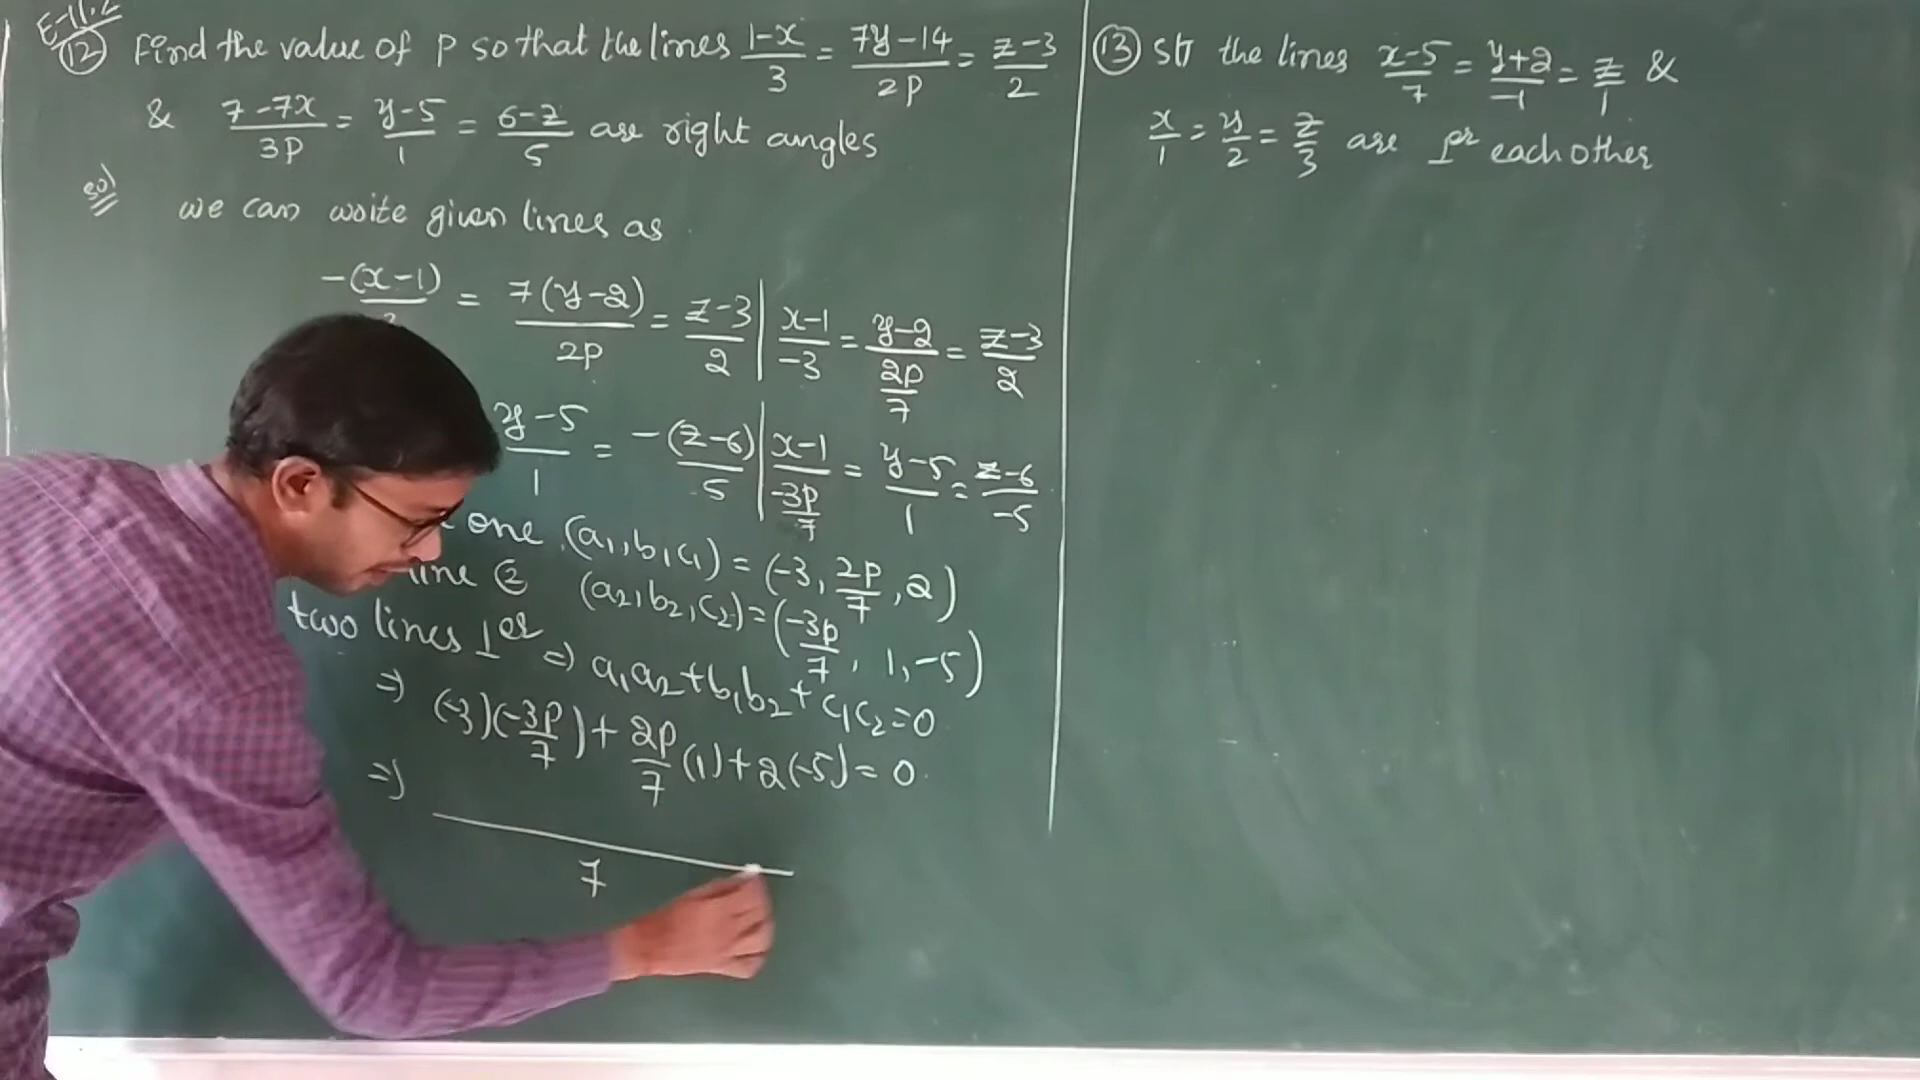 E-11.2
(12) Find the value of P so that the lines (1-x)/3 = (7y-14)/2P = (z-3)/2
& (7-7x)/3P = (y-5)/1 = (6-z)/5 are right angles
sol
we can write given lines as
-(x-1)/3 = 7(y-2)/2P = (z-3)/2 | (x-1)/-3 = (y-2)/(2P/7) = (z-3)/2
(y-5)/1 = -(z-6)/5 | (x-1)/(-3P/7) = (y-5)/1 = (z-6)/-5
one (a₁, b₁, c₁) = (-3, 2P/7, 2)
line ② (a₂, b₂, c₂) = (-3P/7, 1, -5)
two lines ⊥er ⇒ a₁a₂ + b₁b₂ + c₁c₂ = 0
⇒ (-3)(-3P/7) + 2P/7 (1) + 2(-5) = 0
⇒
7
(13) ST the lines (x-5)/7 = (y+2)/-1 = z/1 &
x/1 = y/2 = z/3 are ⊥er each other